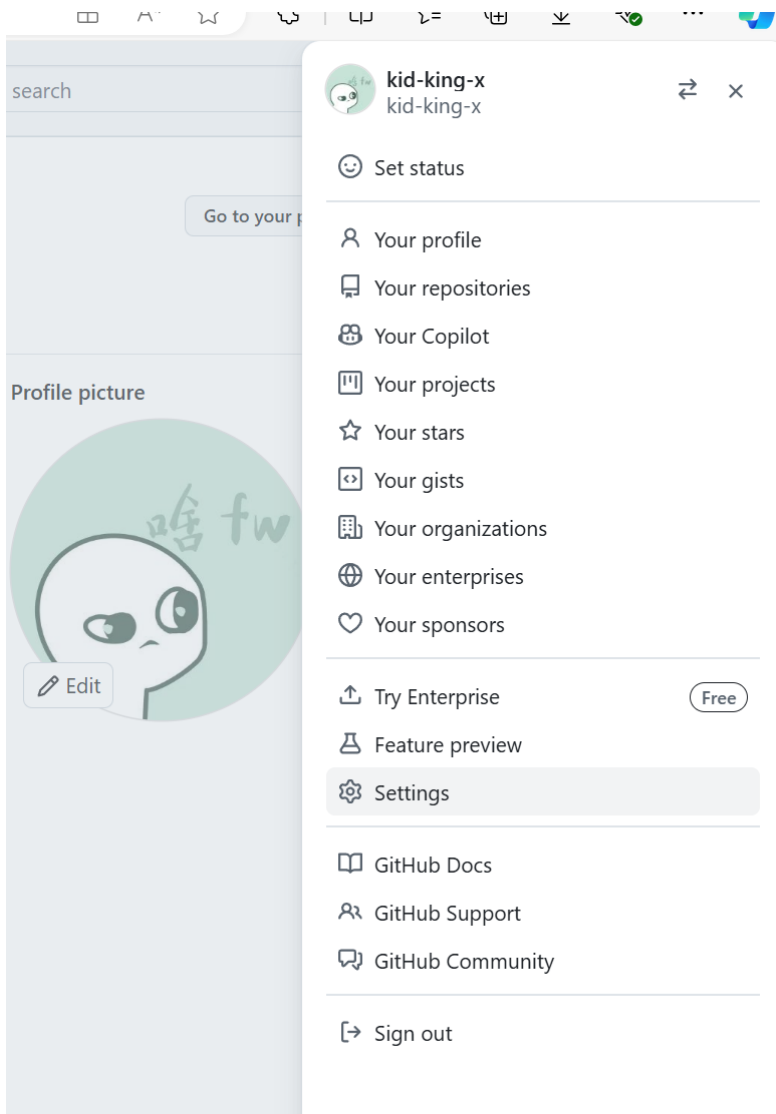 search
kid-king-x
kid-king-x
Set status
Go to your p
Your profile
Your repositories
Your Copilot
Your projects
Profile picture
Your stars
啥 fw
Your gists
Your organizations
Your enterprises
Your sponsors
Edit
Try Enterprise Free
Feature preview
Settings
GitHub Docs
GitHub Support
GitHub Community
Sign out